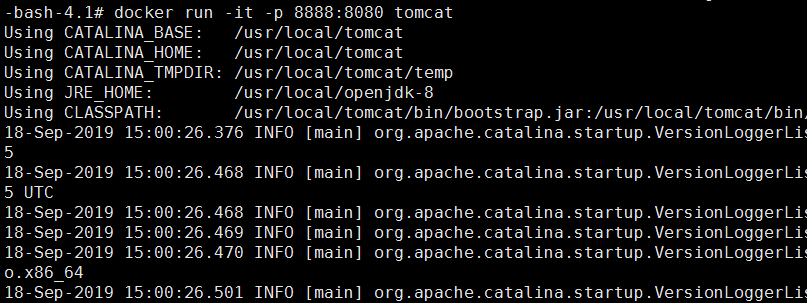 -bash-4.1# docker run -it -p 8888:8080 tomcat
Using CATALINA_BASE:   /usr/local/tomcat
Using CATALINA_HOME:   /usr/local/tomcat
Using CATALINA_TMPDIR: /usr/local/tomcat/temp
Using JRE_HOME:        /usr/local/openjdk-8
Using CLASSPATH:       /usr/local/tomcat/bin/bootstrap.jar:/usr/local/tomcat/bin/
18-Sep-2019 15:00:26.376 INFO [main] org.apache.catalina.startup.VersionLoggerLis
5
18-Sep-2019 15:00:26.468 INFO [main] org.apache.catalina.startup.VersionLoggerLis
5 UTC
18-Sep-2019 15:00:26.468 INFO [main] org.apache.catalina.startup.VersionLoggerLis
18-Sep-2019 15:00:26.469 INFO [main] org.apache.catalina.startup.VersionLoggerLis
18-Sep-2019 15:00:26.470 INFO [main] org.apache.catalina.startup.VersionLoggerLis
o.x86_64
18-Sep-2019 15:00:26.501 INFO [main] org.apache.catalina.startup.VersionLoggerLis